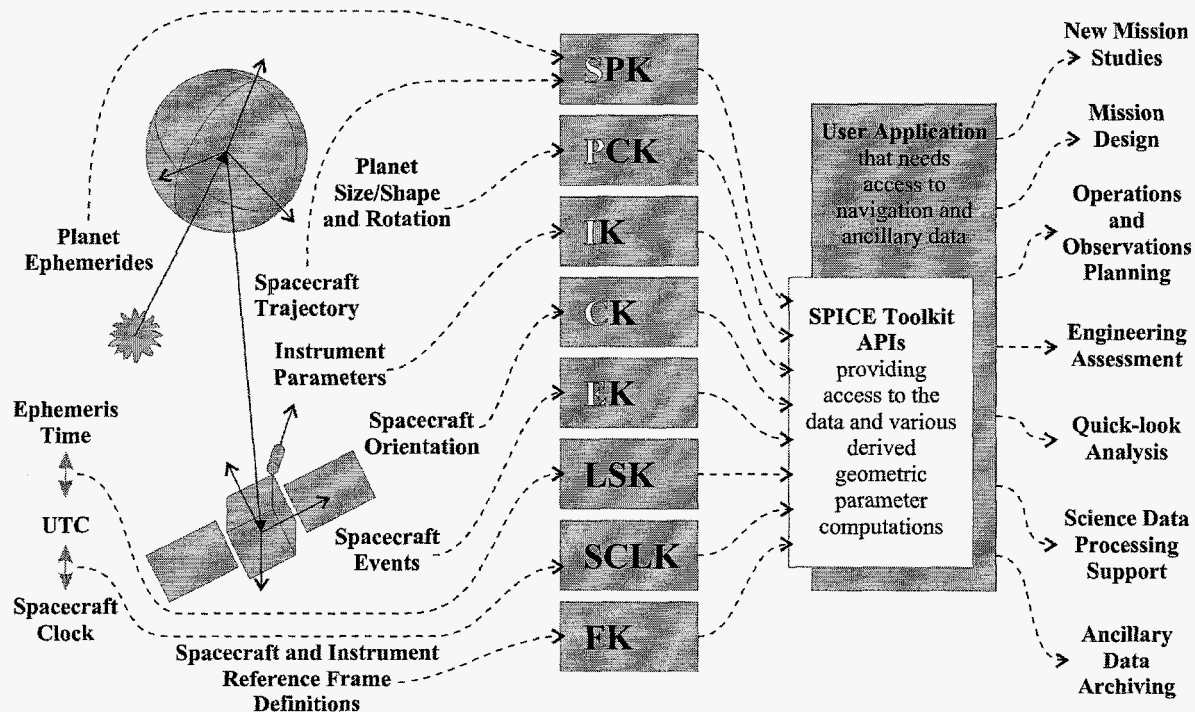 Planet
Ephemerides
Spacecraft
Trajectory
Planet
Size/Shape
and Rotation
Instrument
Parameters
Spacecraft
Orientation
Spacecraft
Events
Ephemeris
Time
UTC
Spacecraft
Clock
Spacecraft and Instrument
Reference Frame
Definitions
SPK
PCK
IK
CK
EK
LSK
SCLK
FK
User Application
that needs
access to
navigation and
ancillary data
SPICE Toolkit
APIs
providing
access to the
data and various
derived
geometric
parameter
computations
New Mission
Studies
Mission
Design
Operations
and
Observations
Planning
Engineering
Assessment
Quick-look
Analysis
Science Data
Processing
Support
Ancillary
Data
Archiving